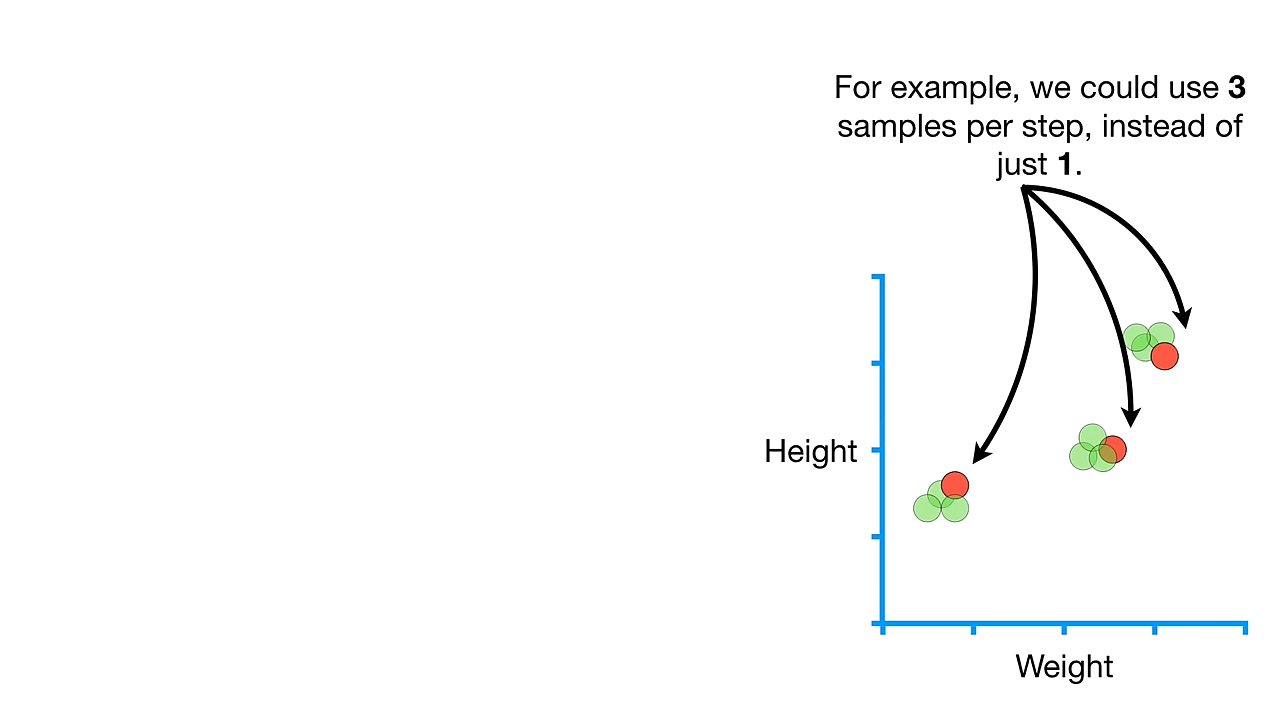 For example, we could use 3
samples per step, instead of
just 1.
Height
Weight